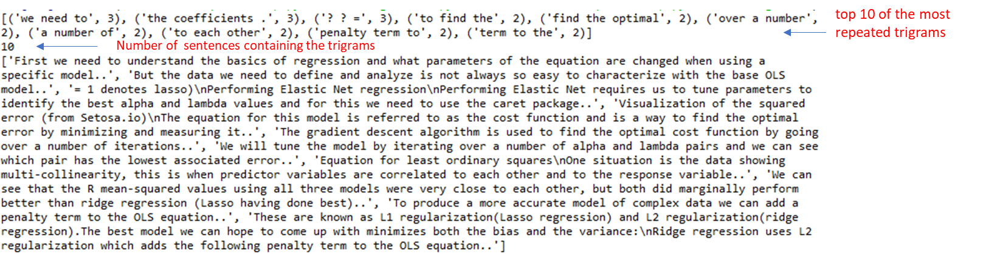 [('we need to', 3), ('the coefficients .', 3), ('? ? =', 3), ('to find the', 2), ('find the optimal', 2), ('over a number',
2), ('a number of', 2), ('to each other', 2), ('penalty term to', 2), ('term to the', 2)]
top 10 of the most
repeated trigrams
10
Number of sentences containing the trigrams
['First we need to understand the basics of regression and what parameters of the equation are changed when using a
specific model..', 'But the data we need to define and analyze is not always so easy to characterize with the base OLS
model..', '= 1 denotes lasso)\nPerforming Elastic Net regression\nPerforming Elastic Net requires us to tune parameters to
identify the best alpha and lambda values and for this we need to use the caret package..', 'Visualization of the squared
error (from Setosa.io)\nThe equation for this model is referred to as the cost function and is a way to find the optimal
error by minimizing and measuring it..', 'The gradient descent algorithm is used to find the optimal cost function by going
over a number of iterations..', 'We will tune the model by iterating over a number of alpha and lambda pairs and we can see
which pair has the lowest associated error..', 'Equation for least ordinary squares\nOne situation is the data showing
multi-collinearity, this is when predictor variables are correlated to each other and to the response variable..', 'We can
see that the R mean-squared values using all three models were very close to each other, but both did marginally perform
better than ridge regression (Lasso having done best)..', 'To produce a more accurate model of complex data we can add a
penalty term to the OLS equation..', 'These are known as L1 regularization(Lasso regression) and L2 regularization(ridge
regression).The best model we can hope to come up with minimizes both the bias and the variance:\nRidge regression uses L2
regularization which adds the following penalty term to the OLS equation..']